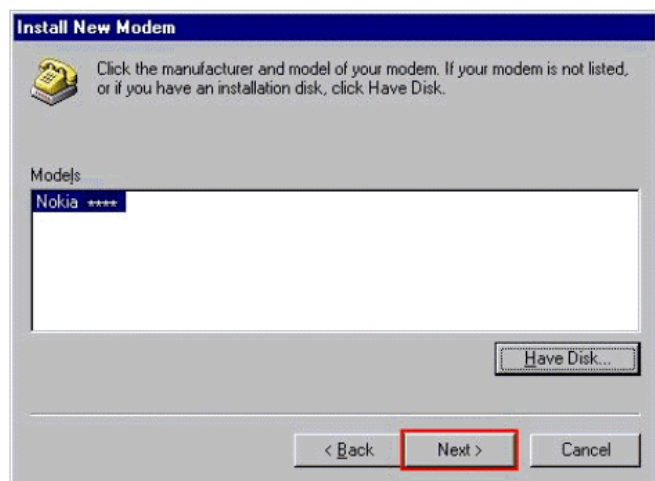 Install New Modem
Click the manufacturer and model of your modem. If your modem is not listed,
or if you have an installation disk, click Have Disk.
Models
Nokia ****
Have Disk...
< Back
Next >
Cancel